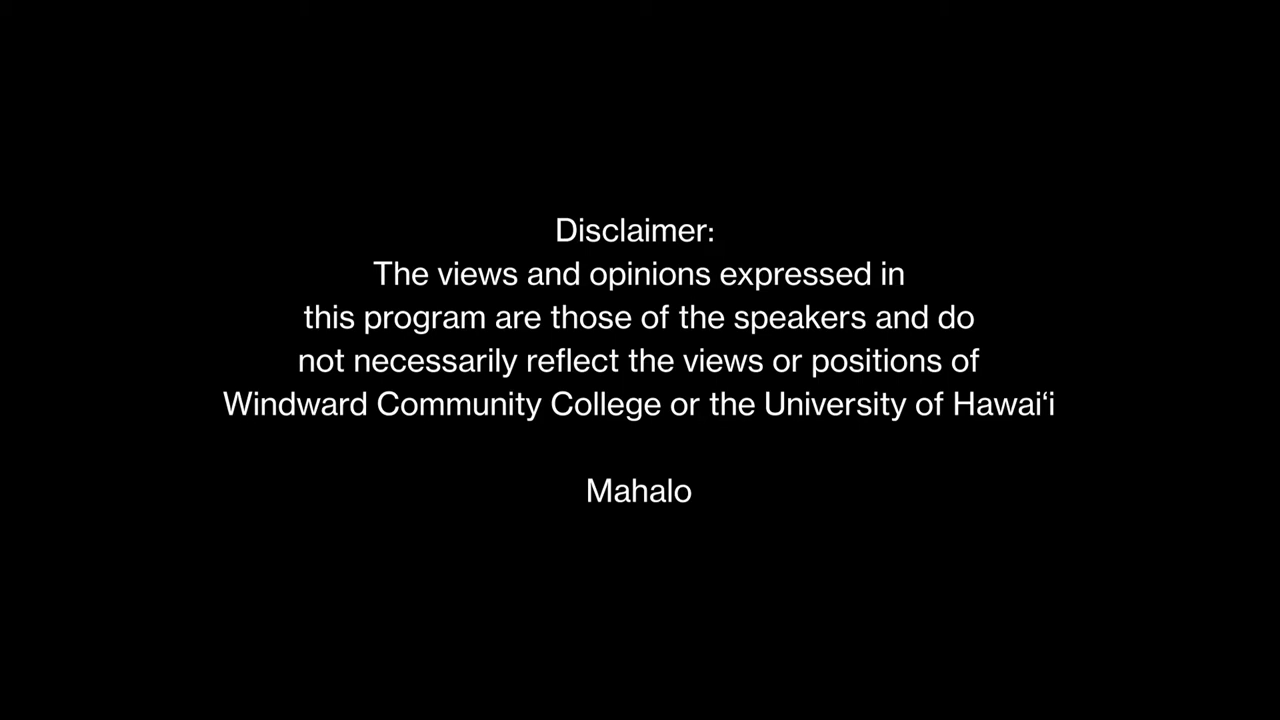 Disclaimer:
The views and opinions expressed in
this program are those of the speakers and do
not necessarily reflect the views or positions of
Windward Community College or the University of Hawai‘i
Mahalo